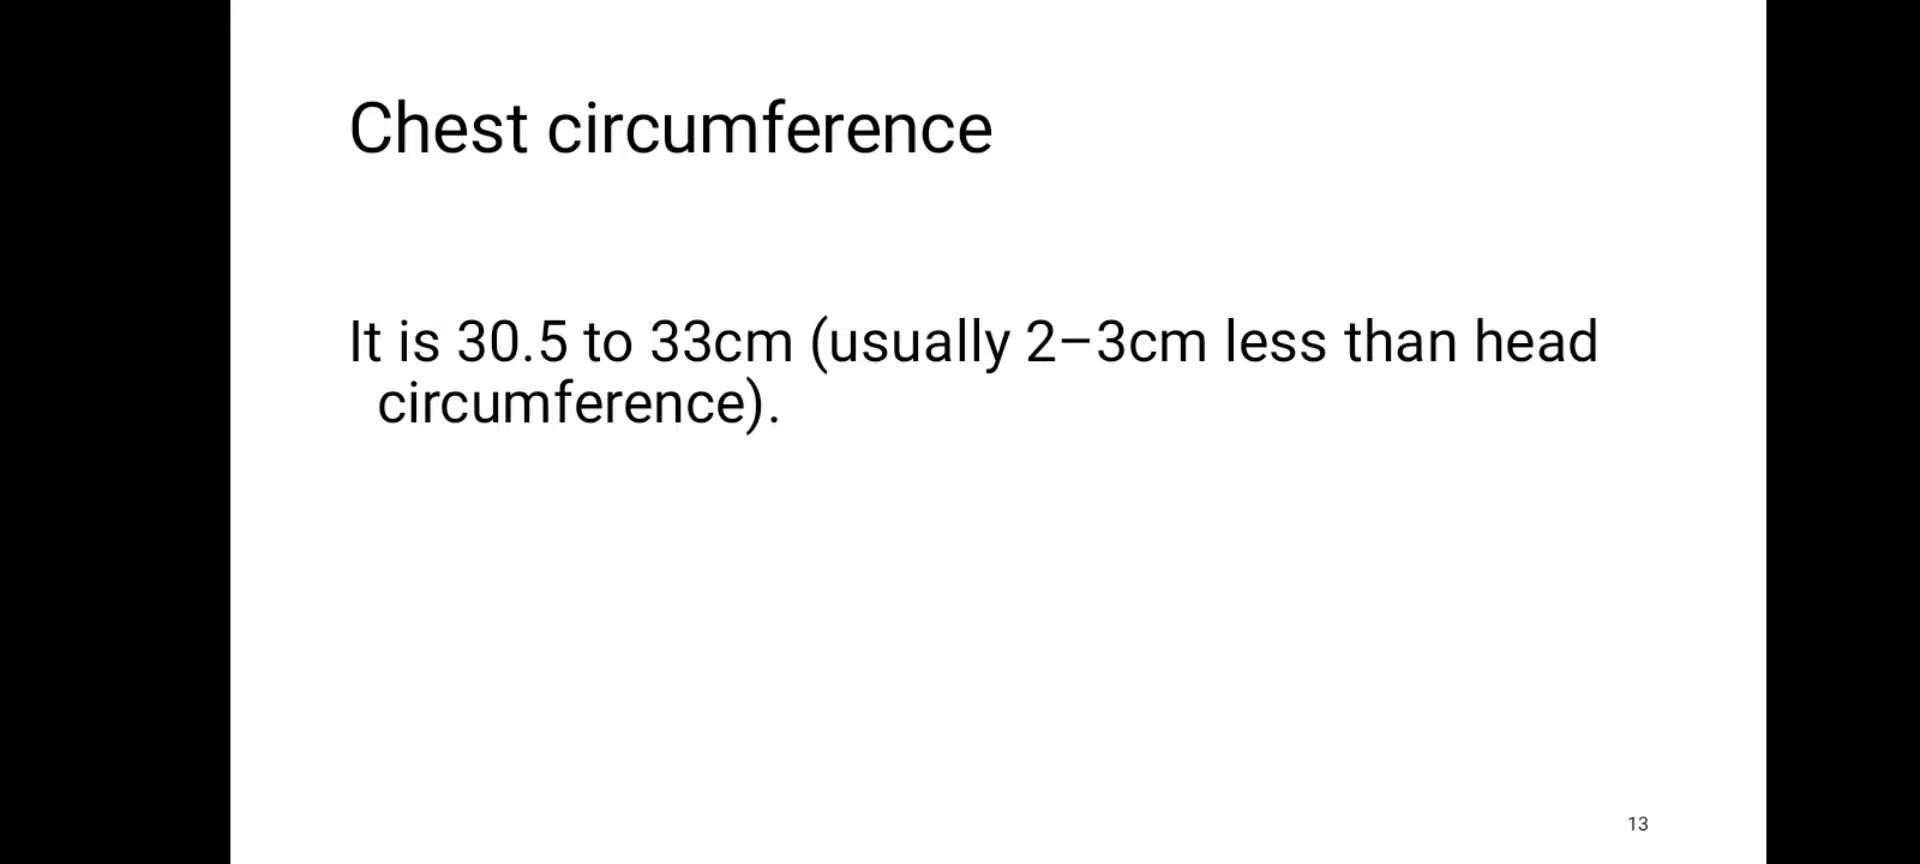 Chest circumference
It is 30.5 to 33cm (usually 2–3cm less than head
circumference).
13